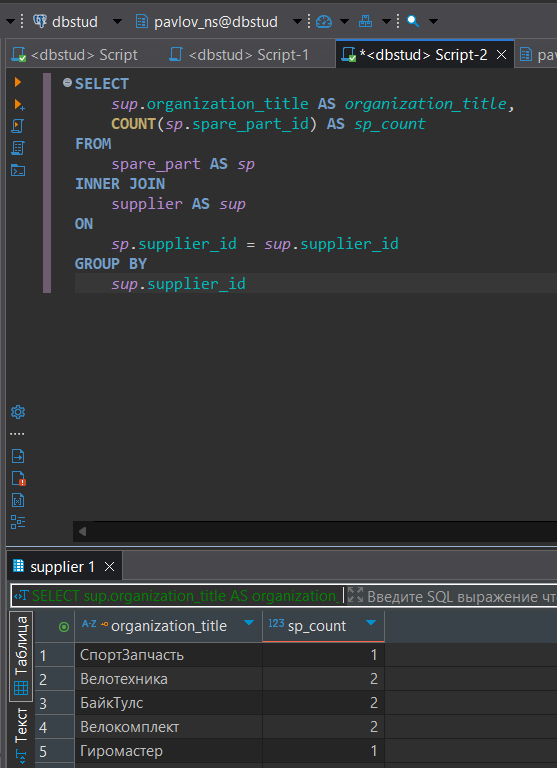 dbstud pavlov_ns@dbstud
<dbstud> Script <dbstud> Script-1 *<dbstud> Script-2 pav
SELECT
sup.organization_title AS organization_title,
COUNT(sp.spare_part_id) AS sp_count
FROM
spare_part AS sp
INNER JOIN
supplier AS sup
ON
sp.supplier_id = sup.supplier_id
GROUP BY
sup.supplier_id
supplier 1
SELECT sup.organization_title AS organization_ Введите SQL выражение чт
Таблица
Текст
A-Z organization_title 123 sp_count
1 СпортЗапчасть 1
2 Велотехника 2
3 БайкТулс 2
4 Велокомплект 2
5 Гиромастер 1